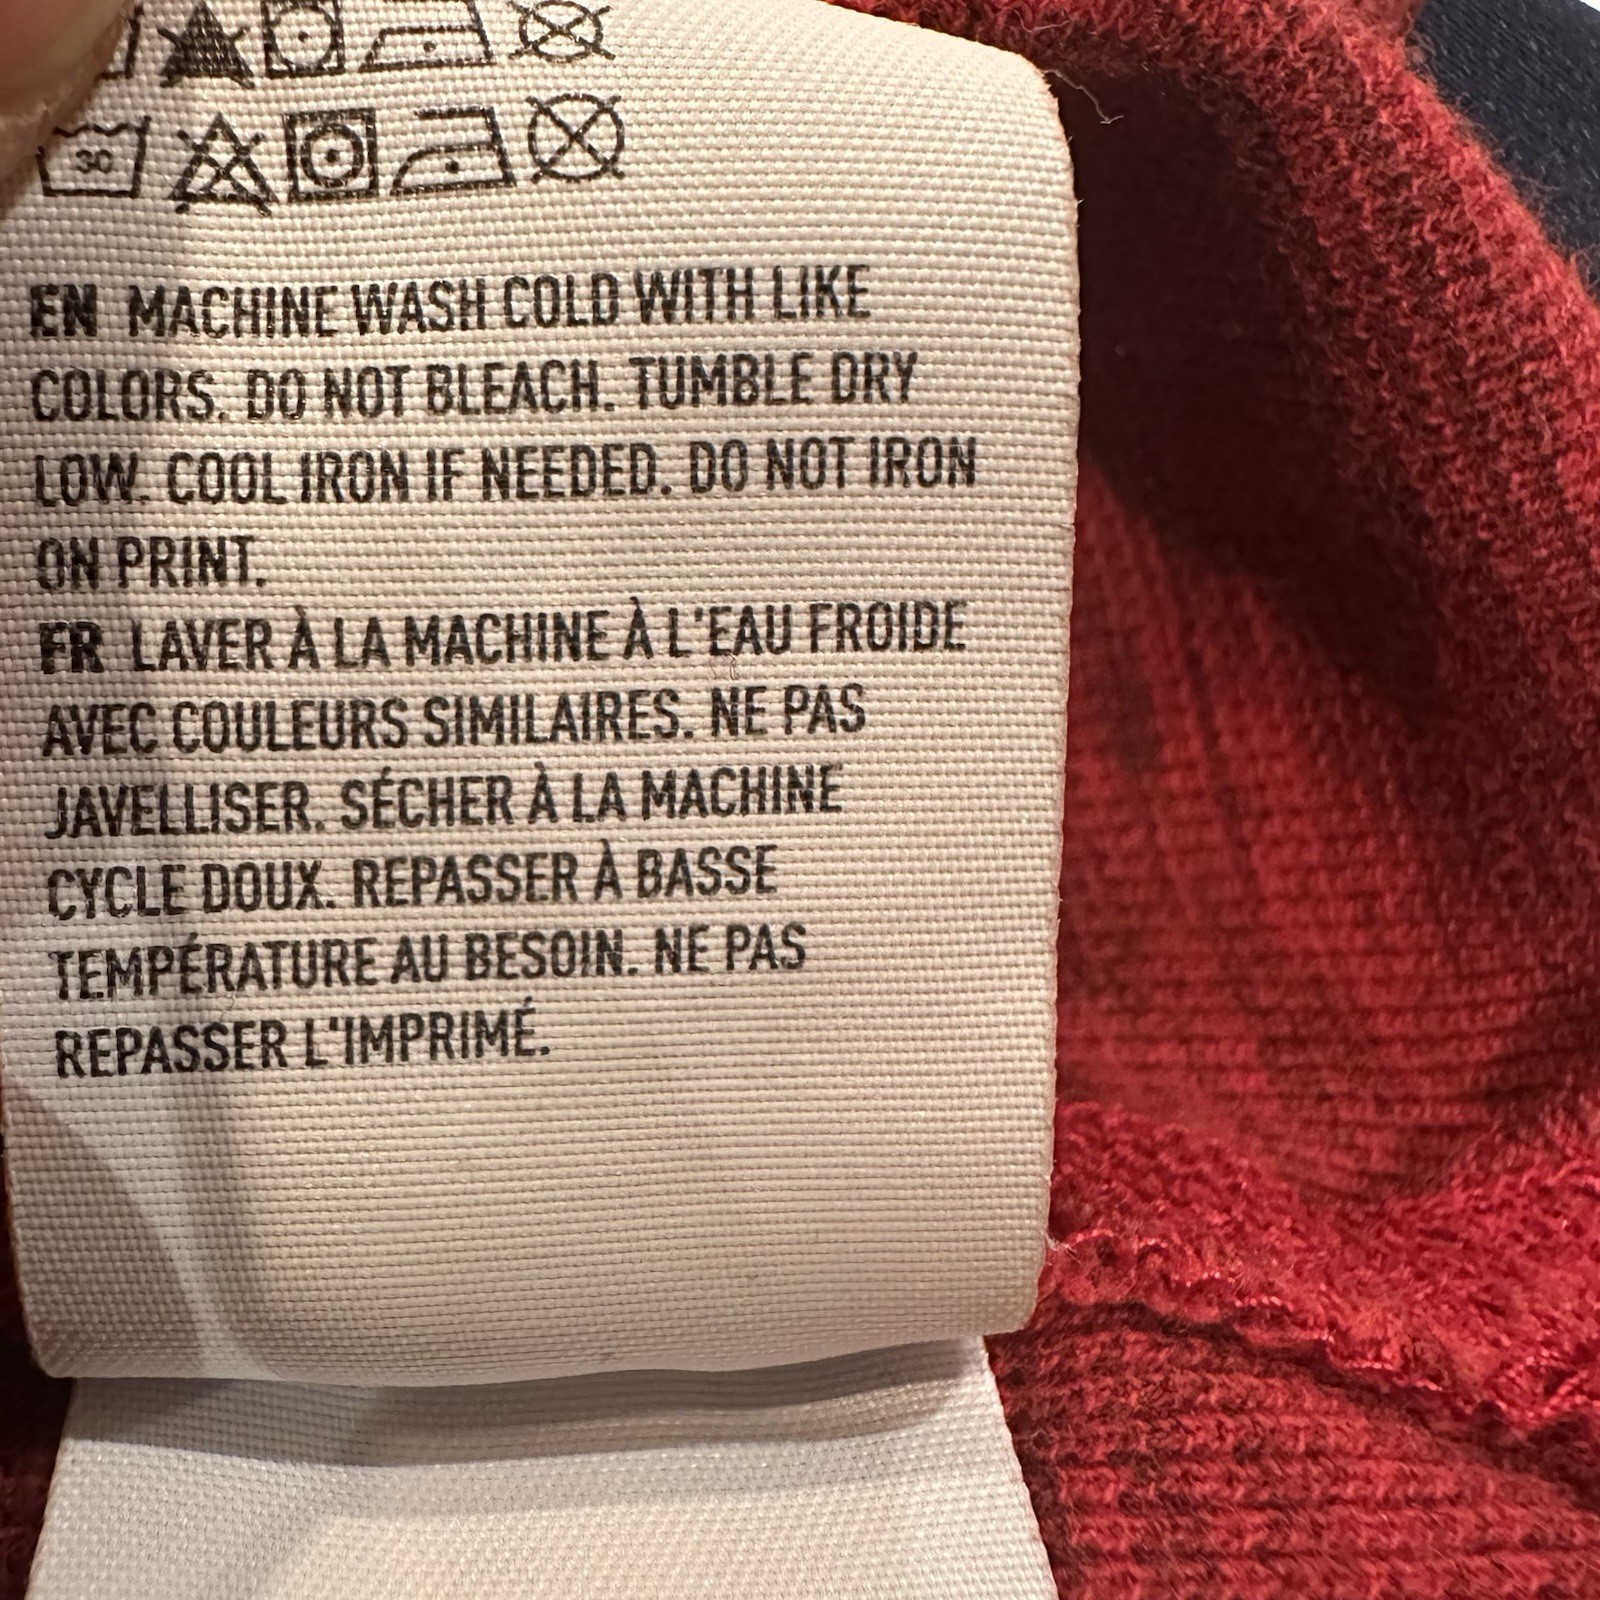 30
EN MACHINE WASH COLD WITH LIKE
COLORS. DO NOT BLEACH. TUMBLE DRY
LOW. COOL IRON IF NEEDED. DO NOT IRON
ON PRINT.
FR LAVER À LA MACHINE À L'EAU FROIDE
AVEC COULEURS SIMILAIRES. NE PAS
JAVELLISER. SÉCHER À LA MACHINE
CYCLE DOUX. REPASSER À BASSE
TEMPÉRATURE AU BESOIN. NE PAS
REPASSER L'IMPRIMÉ.